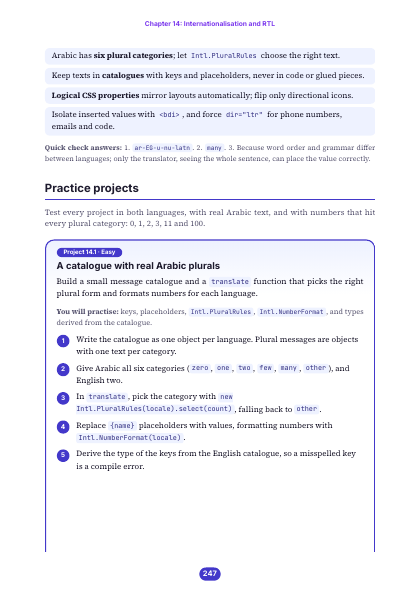 Chapter 14: Internationalisation and RTL
Arabic has six plural categories; let Intl.PluralRules choose the right text.
Keep texts in catalogues with keys and placeholders, never in code or glued pieces.
Logical CSS properties mirror layouts automatically; flip only directional icons.
Isolate inserted values with <bdi>, and force dir="ltr" for phone numbers,
emails and code.
Quick check answers: 1. ar-EG-u-nu-latn. 2. many. 3. Because word order and grammar differ
between languages; only the translator, seeing the whole sentence, can place the value correctly.
Practice projects
Test every project in both languages, with real Arabic text, and with numbers that hit
every plural category: 0, 1, 2, 3, 11 and 100.
Project 14.1 · Easy
A catalogue with real Arabic plurals
Build a small message catalogue and a translate function that picks the right
plural form and formats numbers for each language.
You will practise: keys, placeholders, Intl.PluralRules, Intl.NumberFormat, and types
derived from the catalogue.
1 Write the catalogue as one object per language. Plural messages are objects
with one text per category.
2 Give Arabic all six categories (zero, one, two, few, many, other), and
English two.
3 In translate, pick the category with new
Intl.PluralRules(locale).select(count), falling back to other.
4 Replace {name} placeholders with values, formatting numbers with
Intl.NumberFormat(locale).
5 Derive the type of the keys from the English catalogue, so a misspelled key
is a compile error.
247